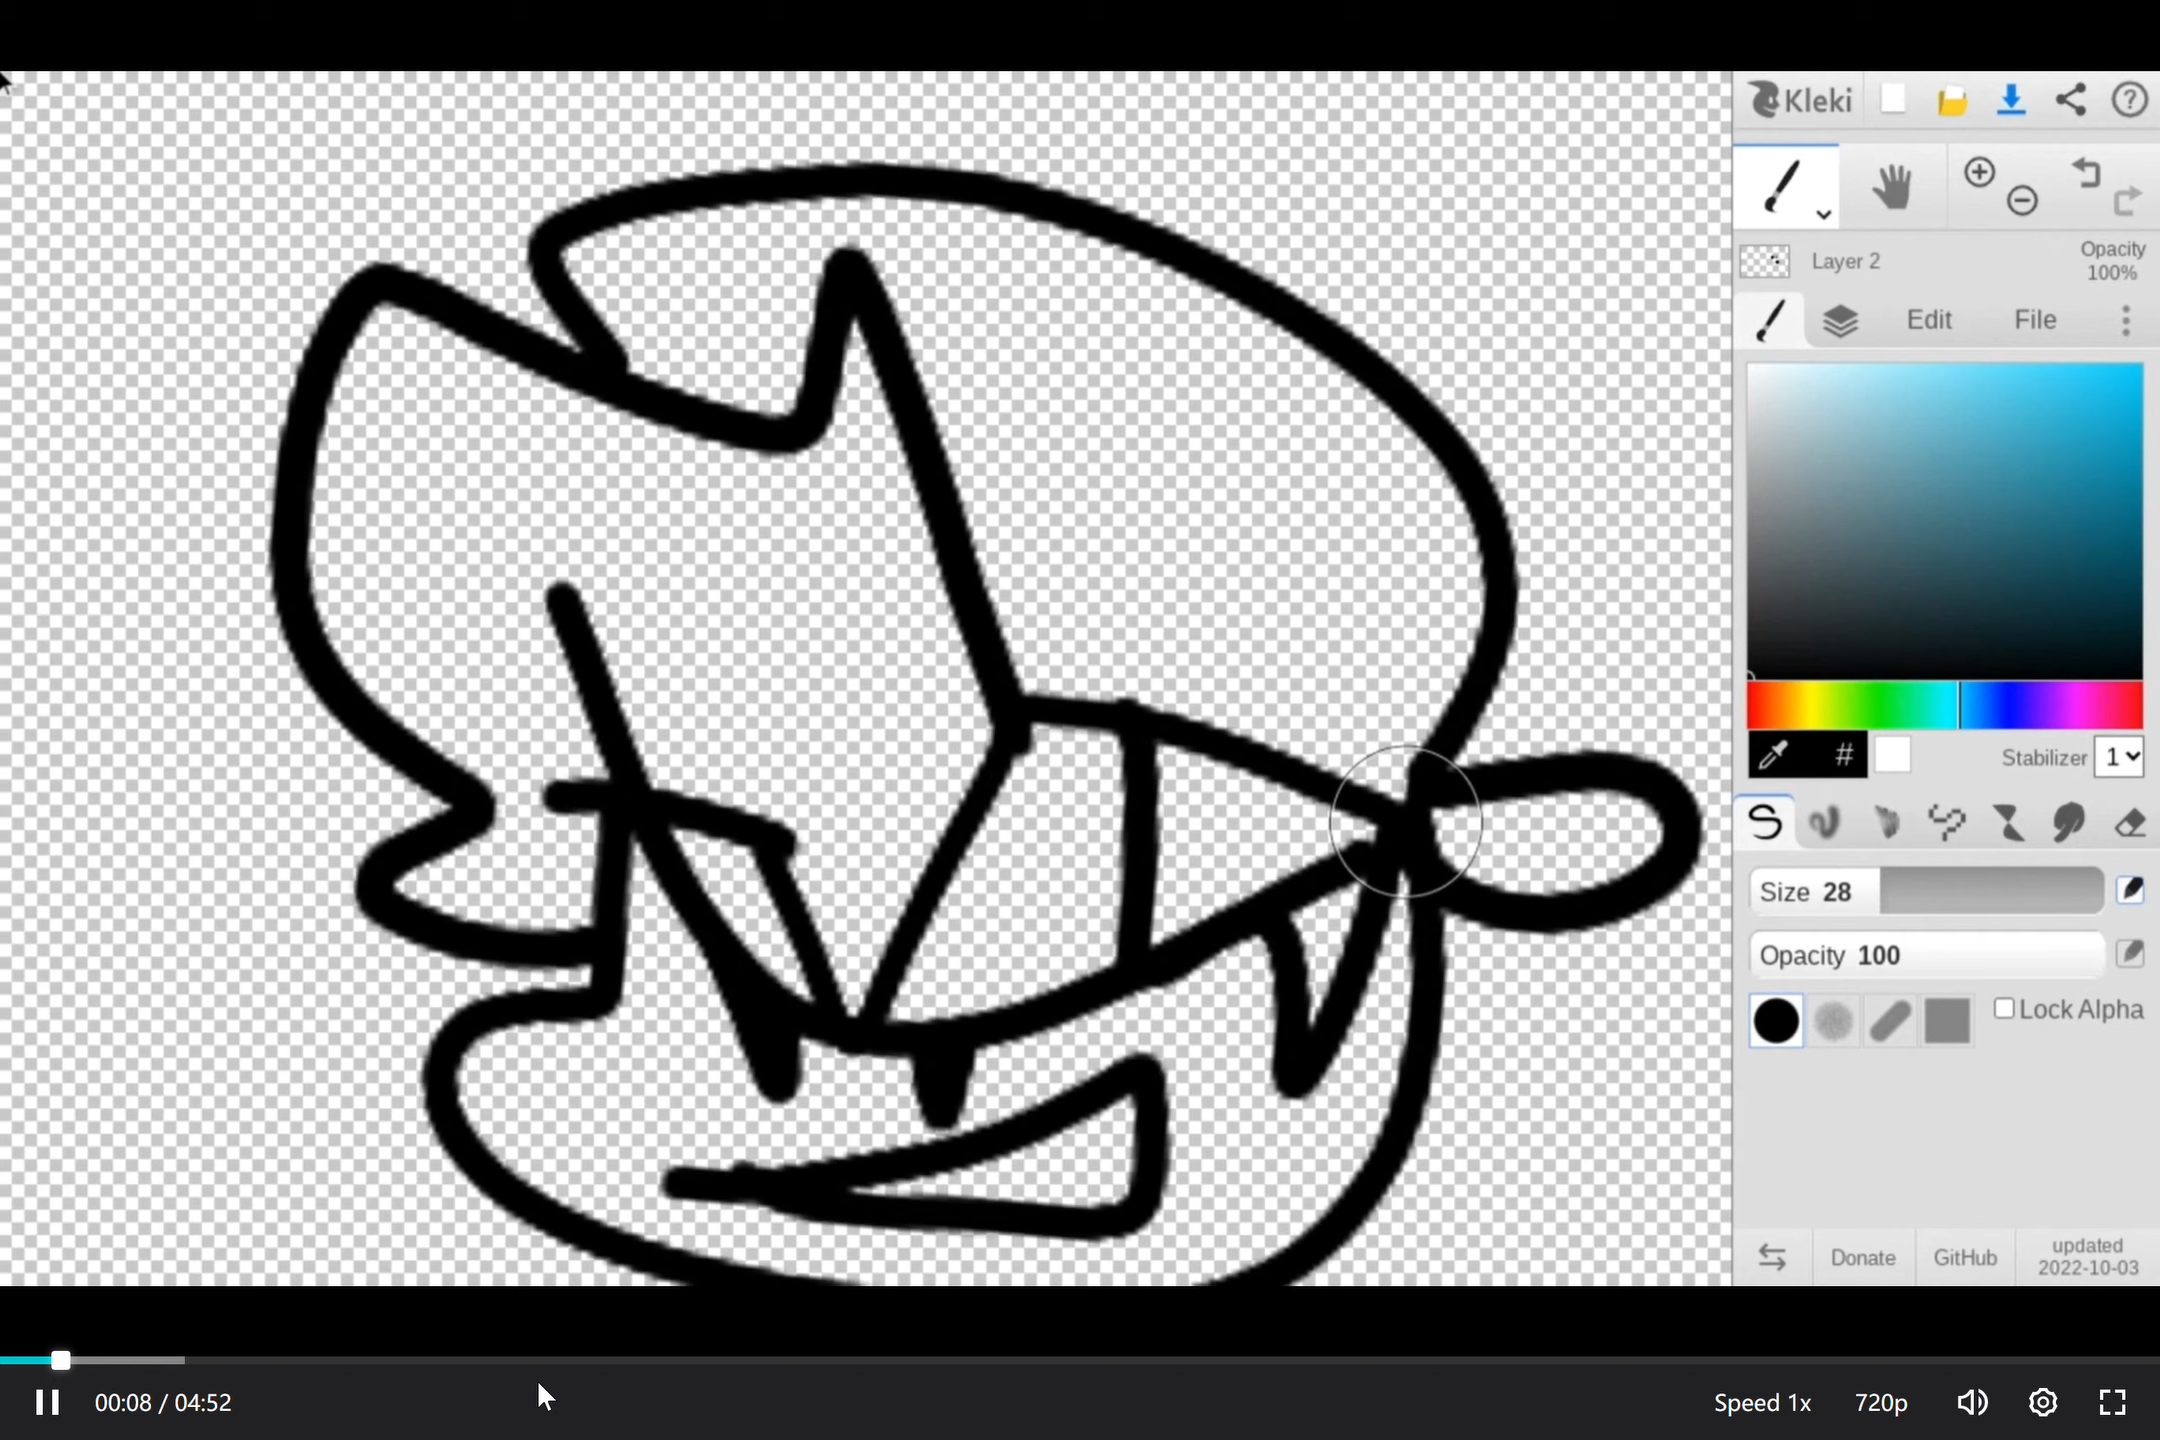 Kleki
Layer 2
Opacity
100%
Edit
File
#
Stabilizer 1
Size 28
Opacity 100
Lock Alpha
Donate
GitHub
updated
2022-10-03
00:08 / 04:52
Speed 1x
720p